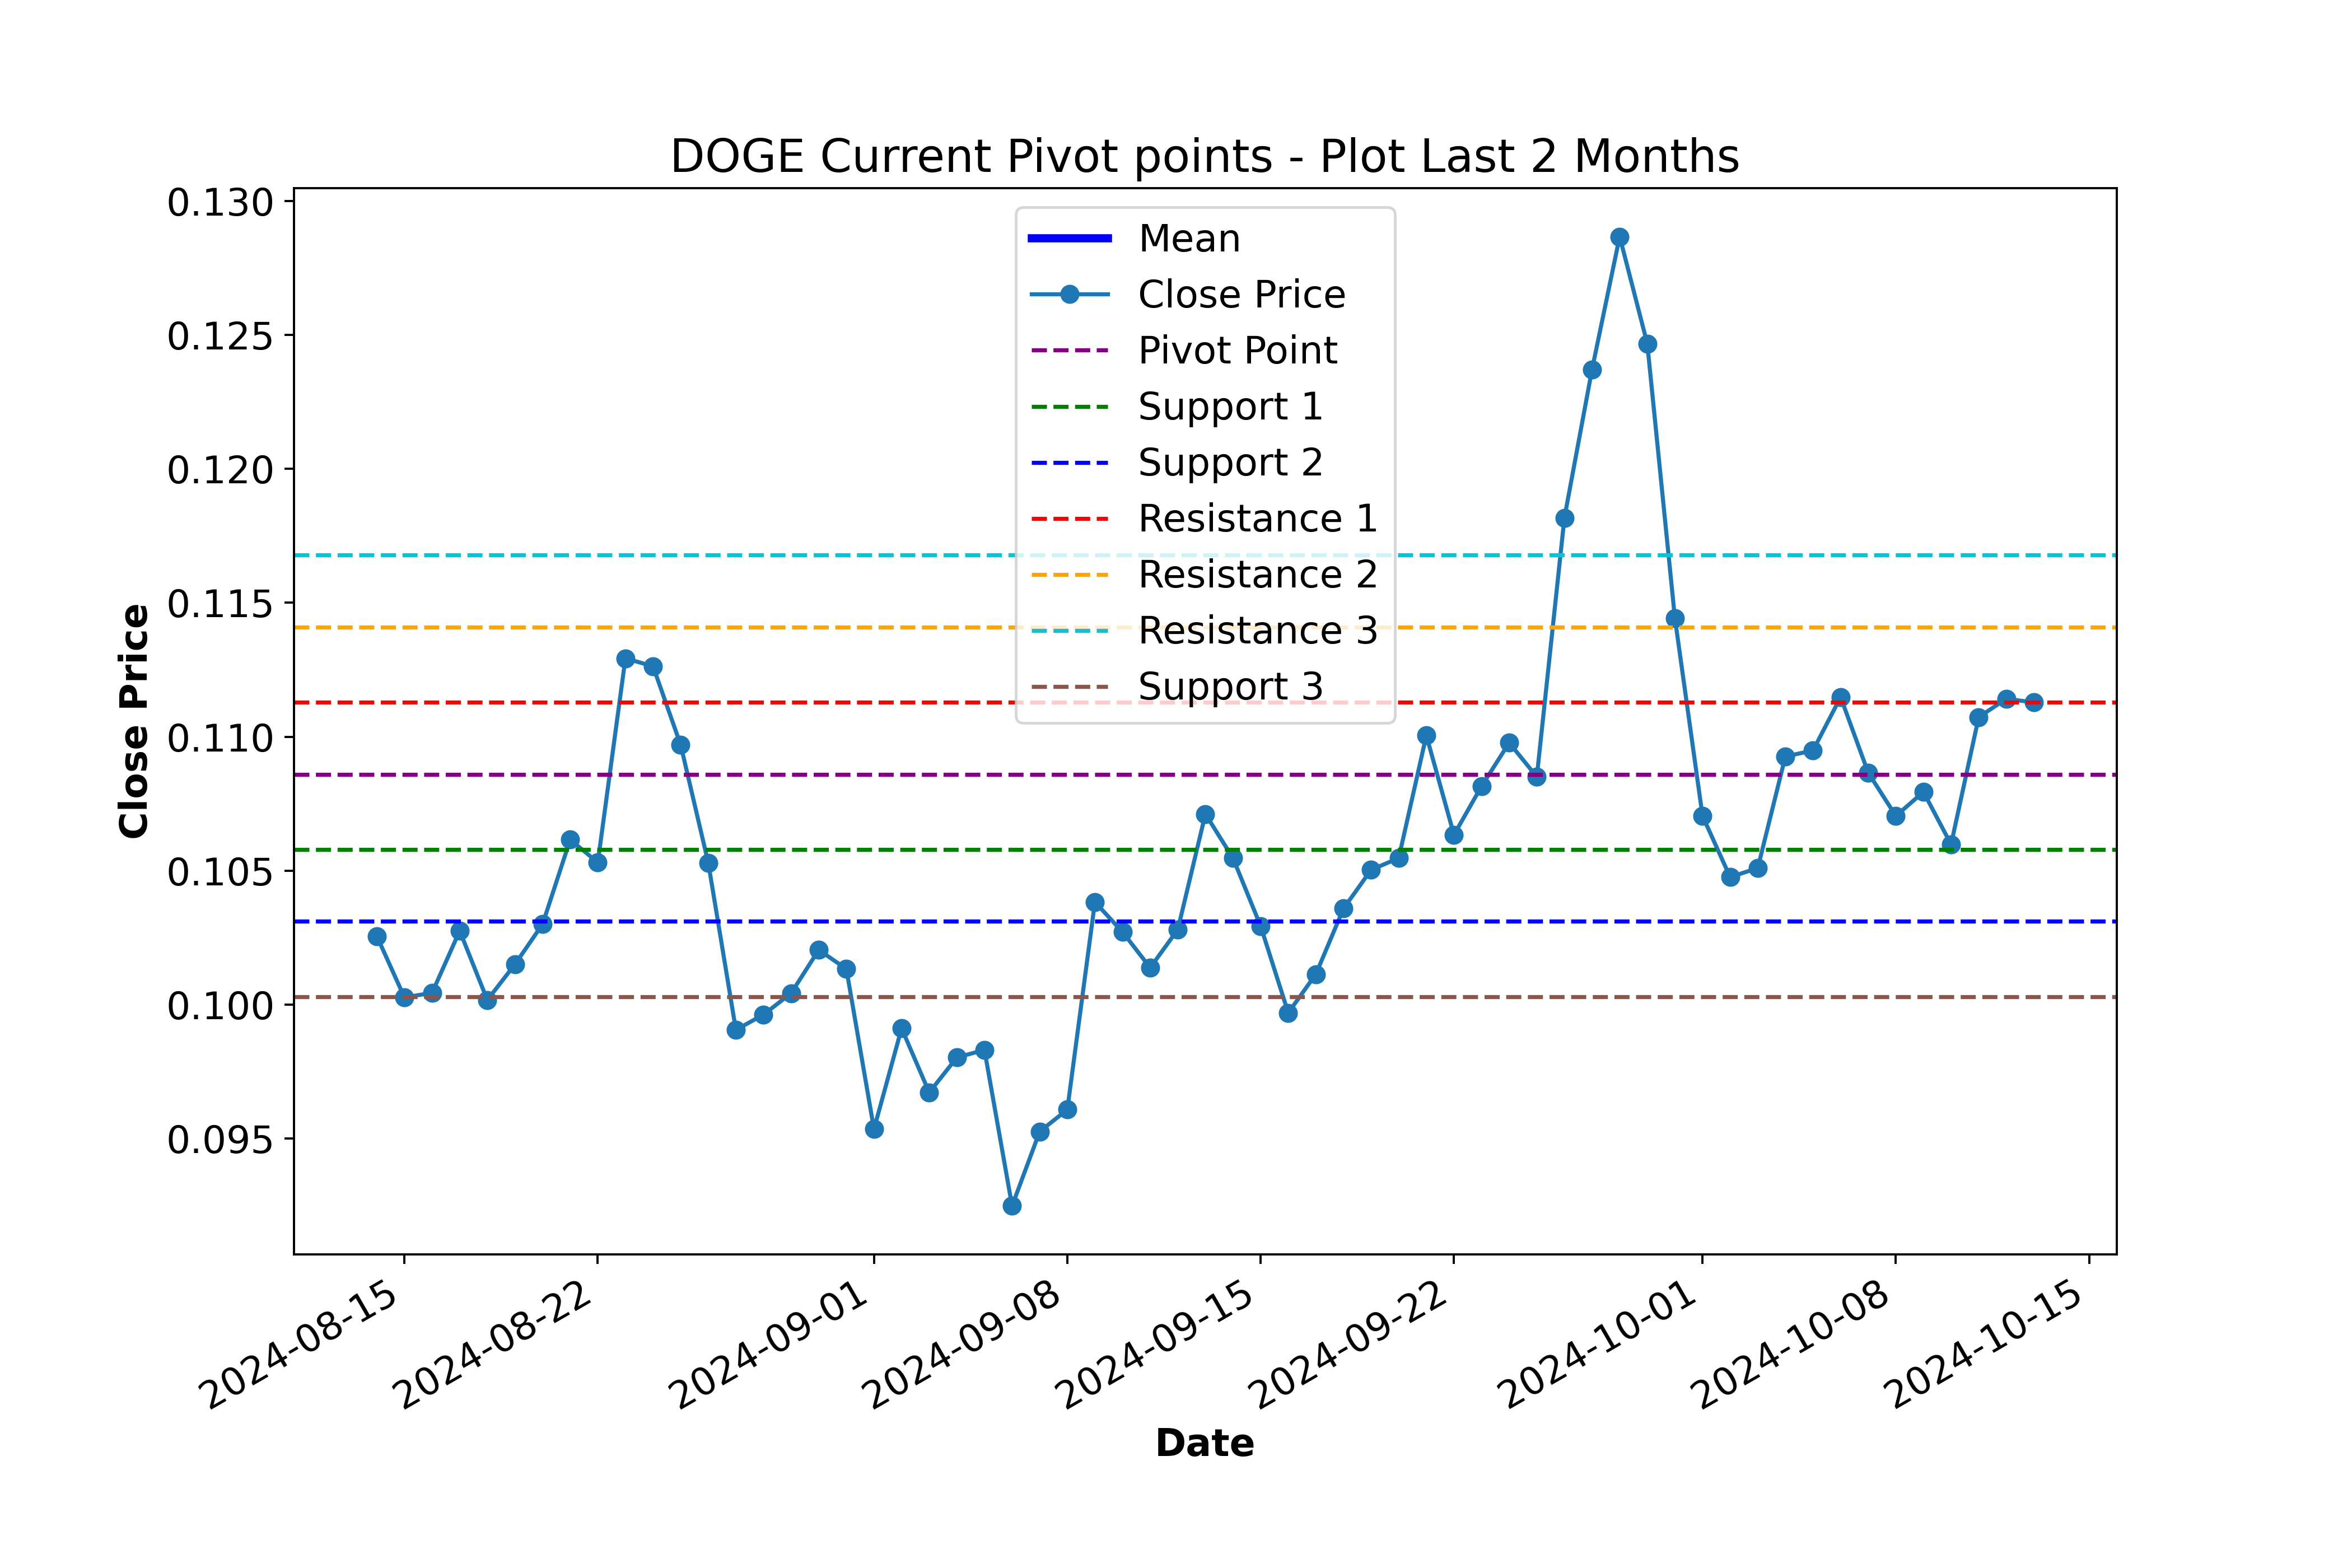 DOGE Current Pivot points - Plot Last 2 Months
0.130
0.125
0.120
0.115
0.110
0.105
0.100
0.095
Close Price
Mean
Close Price
Pivot Point
Support 1
Support 2
Resistance 1
Resistance 2
Resistance 3
Support 3
2024-08-15
2024-08-22
2024-09-01
2024-09-08
2024-09-15
2024-09-22
2024-10-01
2024-10-08
2024-10-15
Date